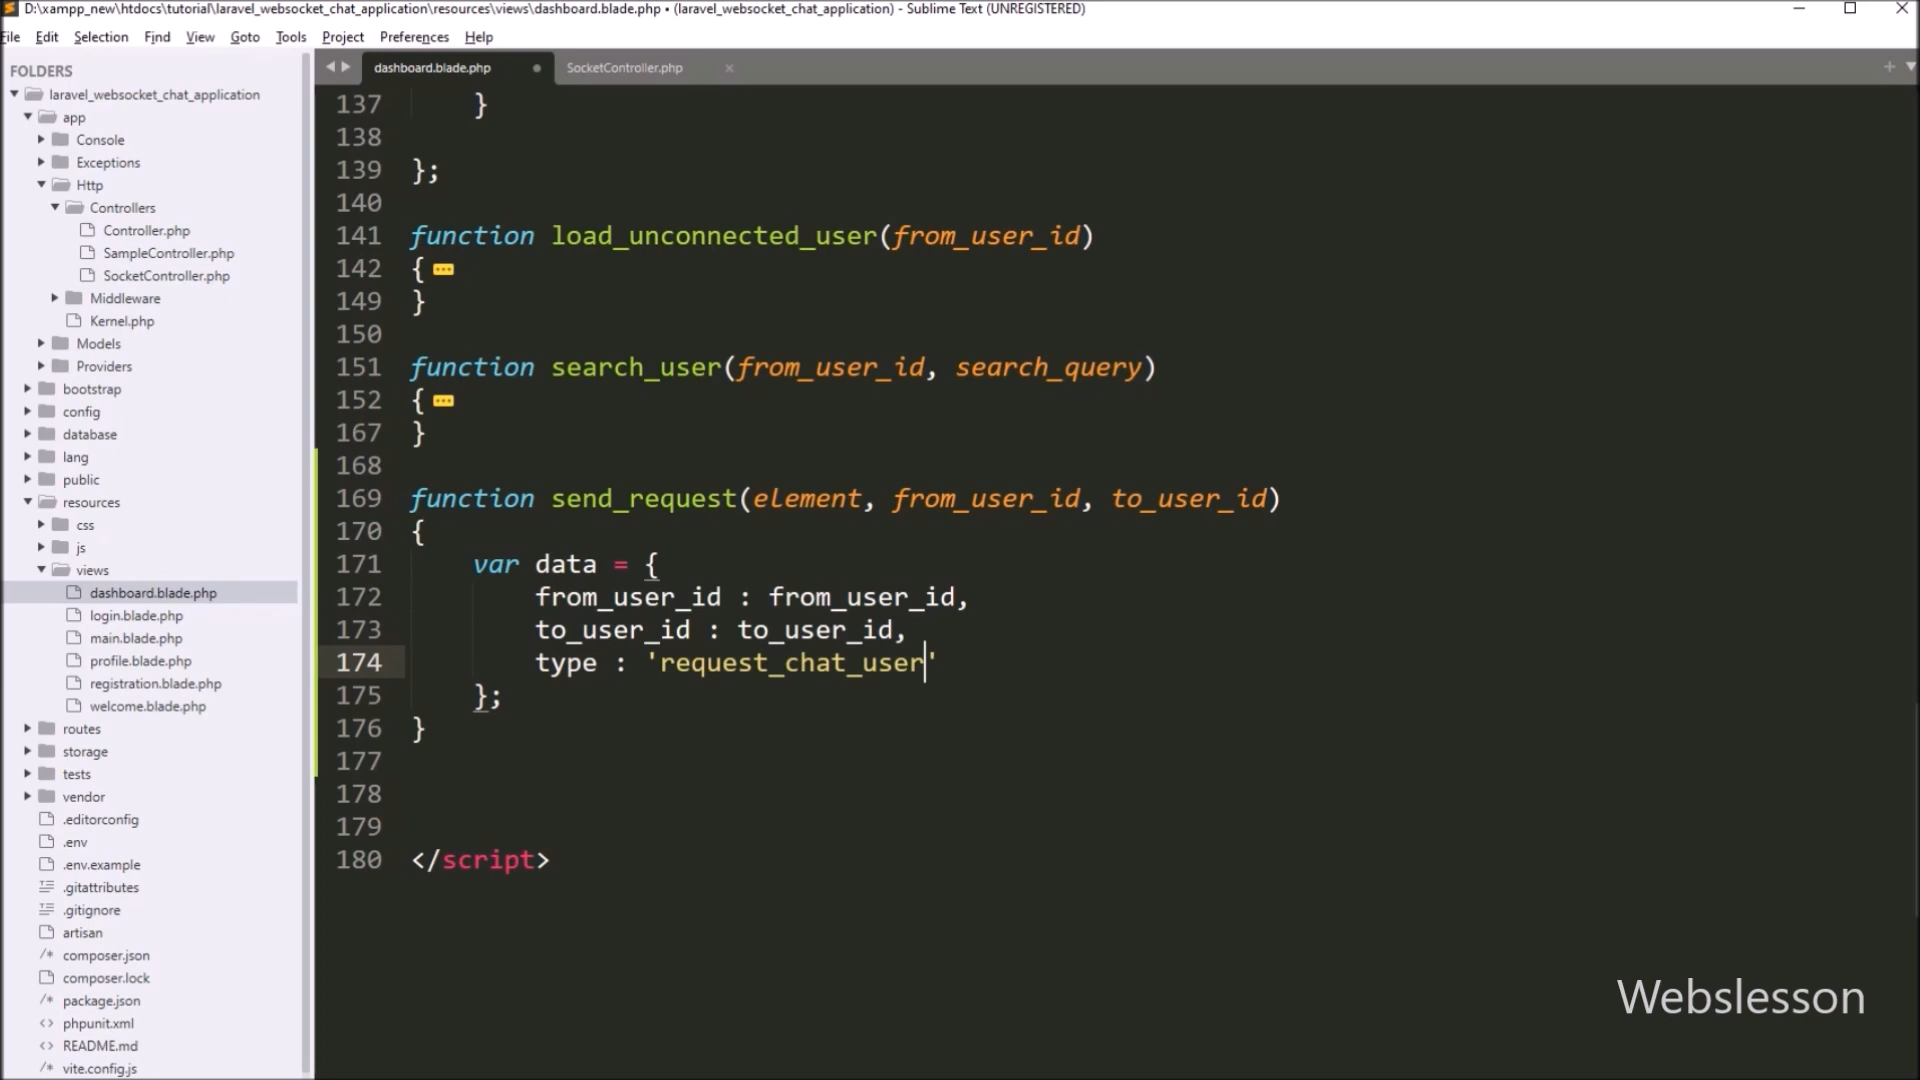 D:\xampp_new\htdocs\tutorial\laravel_websocket_chat_application\resources\views\dashboard.blade.php • (laravel_websocket_chat_application) - Sublime Text (UNREGISTERED)
File Edit Selection Find View Goto Tools Project Preferences Help
FOLDERS
laravel_websocket_chat_application
app
Console
Exceptions
Http
Controllers
Controller.php
SampleController.php
SocketController.php
Middleware
Kernel.php
Models
Providers
bootstrap
config
database
lang
public
resources
css
js
views
dashboard.blade.php
login.blade.php
main.blade.php
profile.blade.php
registration.blade.php
welcome.blade.php
routes
storage
tests
vendor
.editorconfig
.env
.env.example
.gitattributes
.gitignore
artisan
/* composer.json
composer.lock
/* package.json
<> phpunit.xml
<> README.md
/* vite.config.js
dashboard.blade.php SocketController.php
137 }
138
139 };
140
141 function load_unconnected_user(from_user_id)
142 {
149 }
150
151 function search_user(from_user_id, search_query)
152 {
167 }
168
169 function send_request(element, from_user_id, to_user_id)
170 {
171 var data = {
172 from_user_id : from_user_id,
173 to_user_id : to_user_id,
174 type : 'request_chat_user'
175 };
176 }
177
178
179
180 </script>
Webslesson